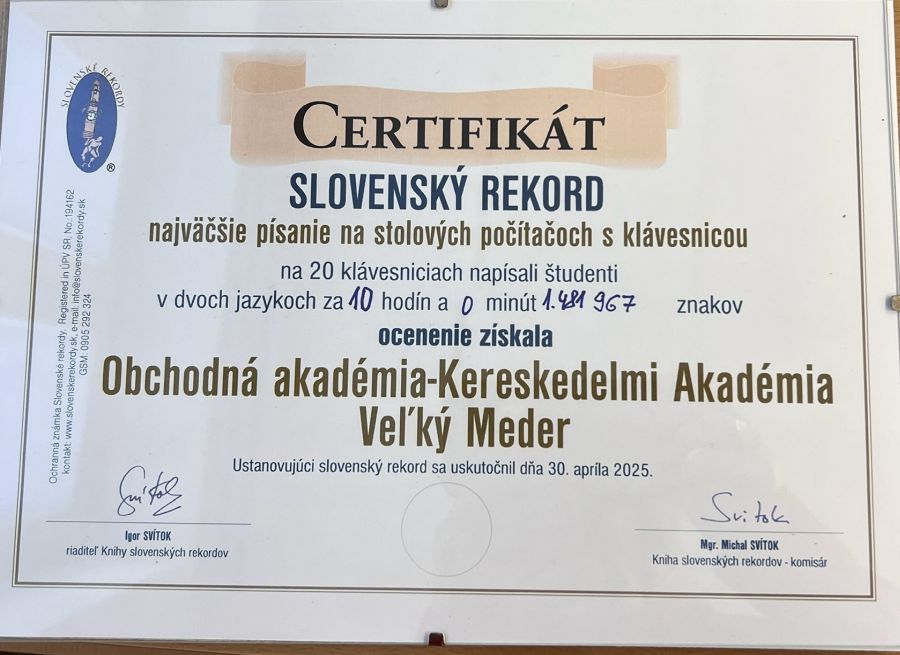 SLOVENSKÉ REKORDY
®
CERTIFIKÁT
SLOVENSKÝ REKORD
najväčšie písanie na stolových počítačoch s klávesnicou
na 20 klávesniciach napísali študenti
v dvoch jazykoch za 10 hodín a 0 minút 1.481 967 znakov
ocenenie získala
Obchodná akadémia-Kereskedelmi Akadémia
Veľký Meder
Ustanovujúci slovenský rekord sa uskutočnil dňa 30. apríla 2025.
Svítok
Igor SVÍTOK
riaditeľ Knihy slovenských rekordov
Svitok
Mgr. Michal SVÍTOK
Kniha slovenských rekordov - komisár
Ochranná známka Slovenské rekordy. Registered in ÚPV SR, No.:194162
kontakt: www.slovenskerekordy.sk, e-mail: info@slovenskerekordy.sk
GSM: 0905 292 324